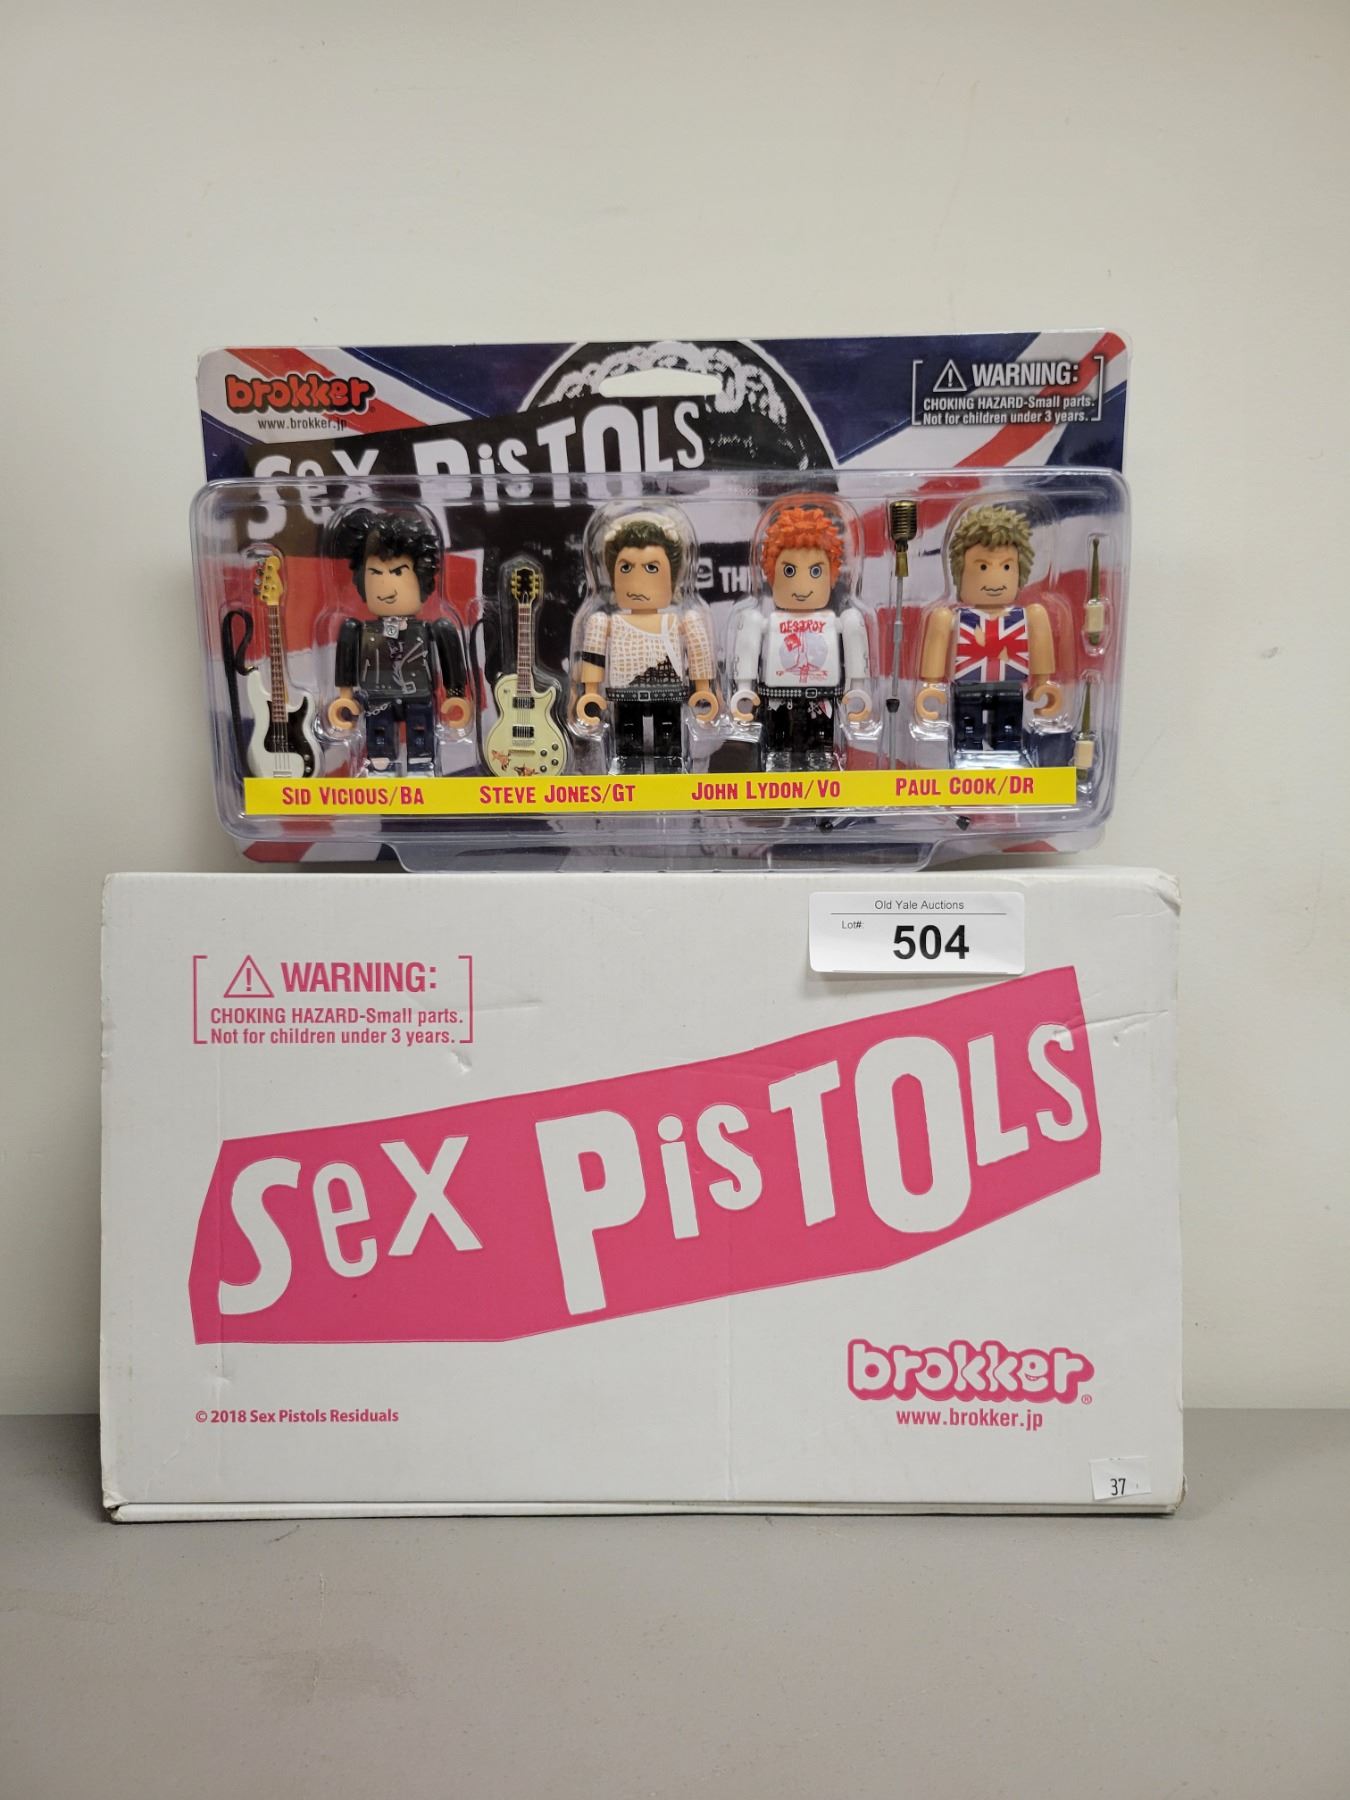 brokker
www.brokker.jp
WARNING:
CHOKING HAZARD-Small parts.
Not for children under 3 years.
Sex PisTOLs
TH
DESTROY
SID VICIOUS/BA
STEVE JONES/GT
JOHN LYDON/VO
PAUL COOK/DR
Old Yale Auctions
Lot#:
504
WARNING:
CHOKING HAZARD-Small parts.
Not for children under 3 years.
Sex PisTOLs
brokker®
www.brokker.jp
© 2018 Sex Pistols Residuals
37